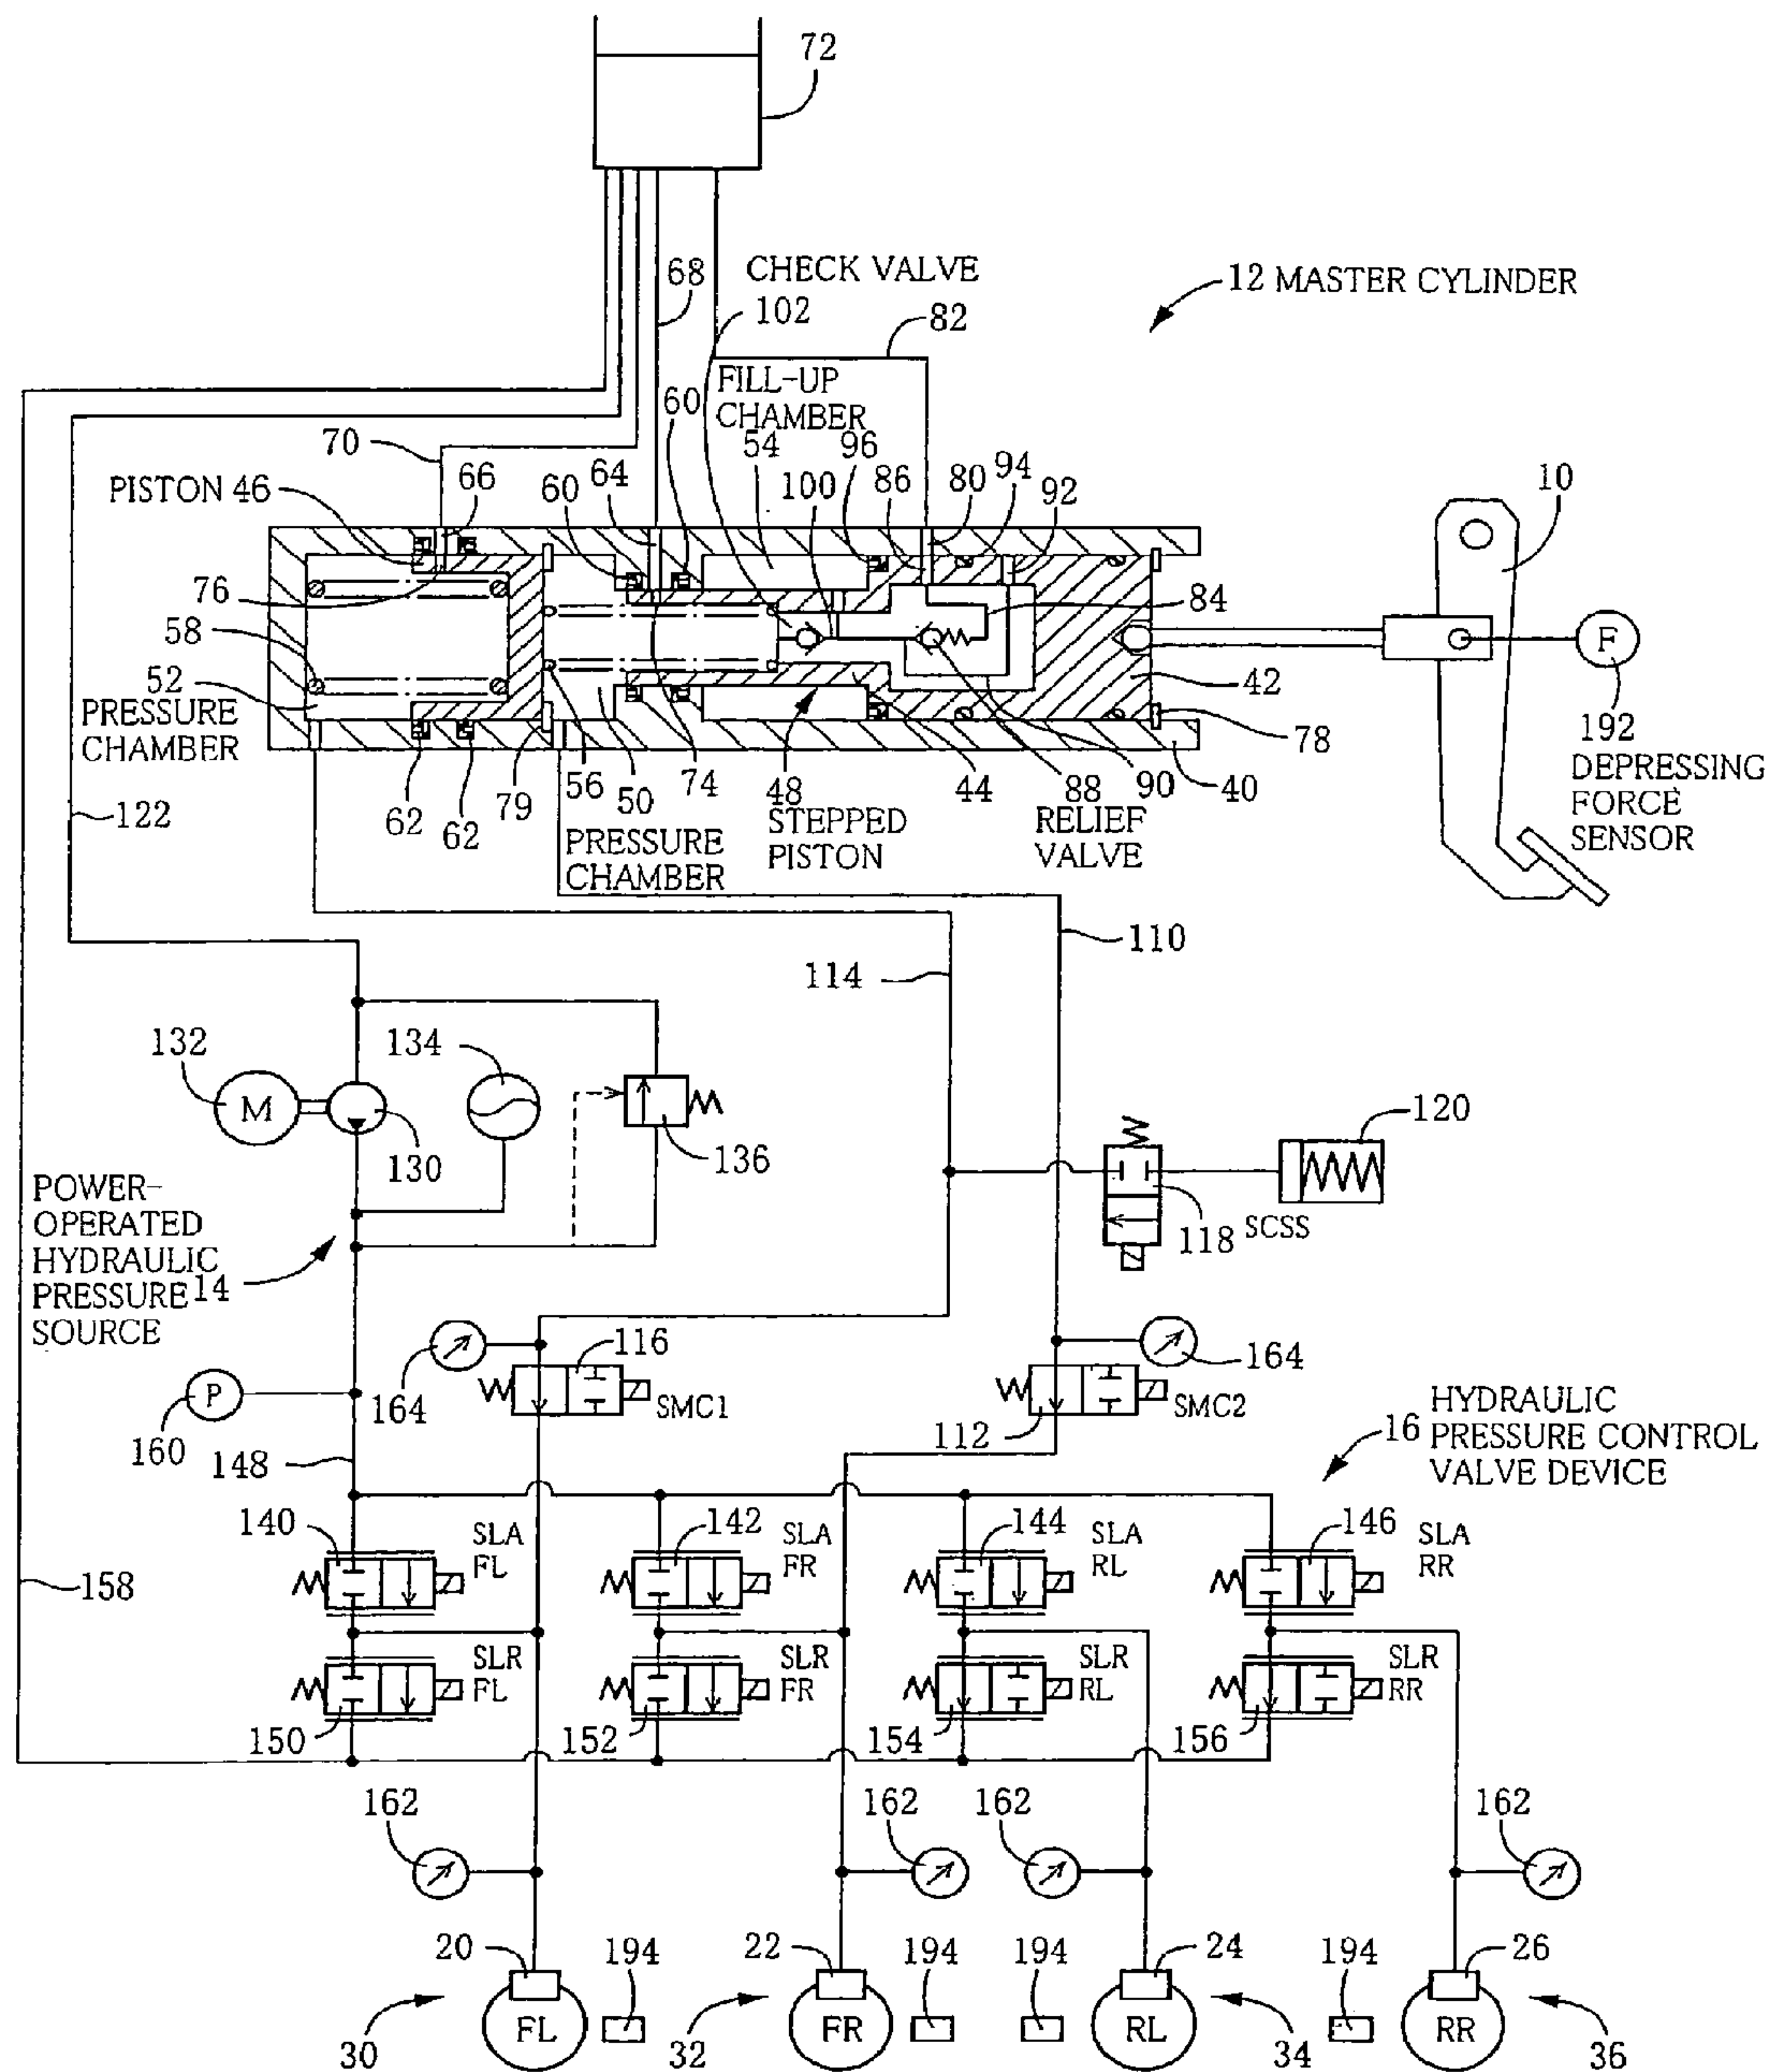 72
CHECK VALVE
68
102
12 MASTER CYLINDER
82
FILL-UP
CHAMBER
60
70
54
96
94
PISTON 46
66
60
64
100
86
80
92
10
76
84
58
F
52
42
PRESSURE
CHAMBER
192
DEPRESSING
FORCE
SENSOR
78
79
56
50
74
48
44
88
90
40
122
62
62
STEPPED
PISTON
RELIEF
VALVE
PRESSURE
CHAMBER
110
114
132
134
M
130
136
120
118
SCSS
POWER-
OPERATED
HYDRAULIC
PRESSURE 14
SOURCE
116
164
164
SMC1
SMC2
P
160
112
148
16 HYDRAULIC
PRESSURE CONTROL
VALVE DEVICE
140
SLA
FL
142
SLA
FR
144
SLA
RL
146
SLA
RR
158
SLR
FL
SLR
FR
SLR
RL
SLR
RR
150
152
154
156
162
162
162
162
20
194
22
194
194
24
194
26
FL
FR
RL
RR
30
32
34
36